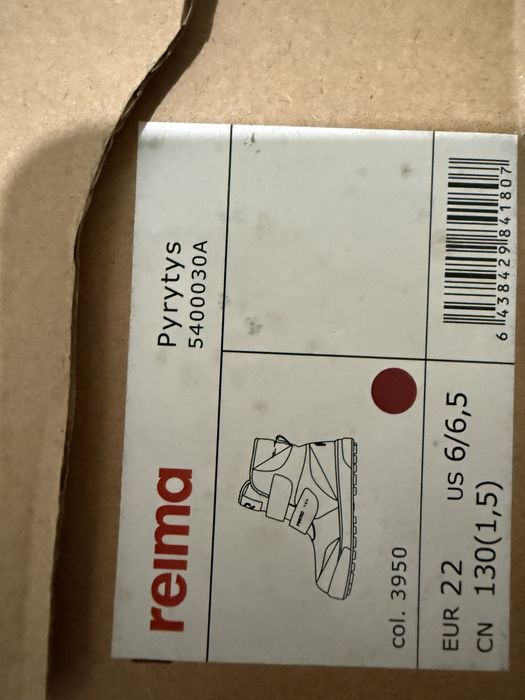 reima
Pyrytys
5400030A
col. 3950
EUR 22 US 6/6,5
CN 130(1,5)
6 438429 841807